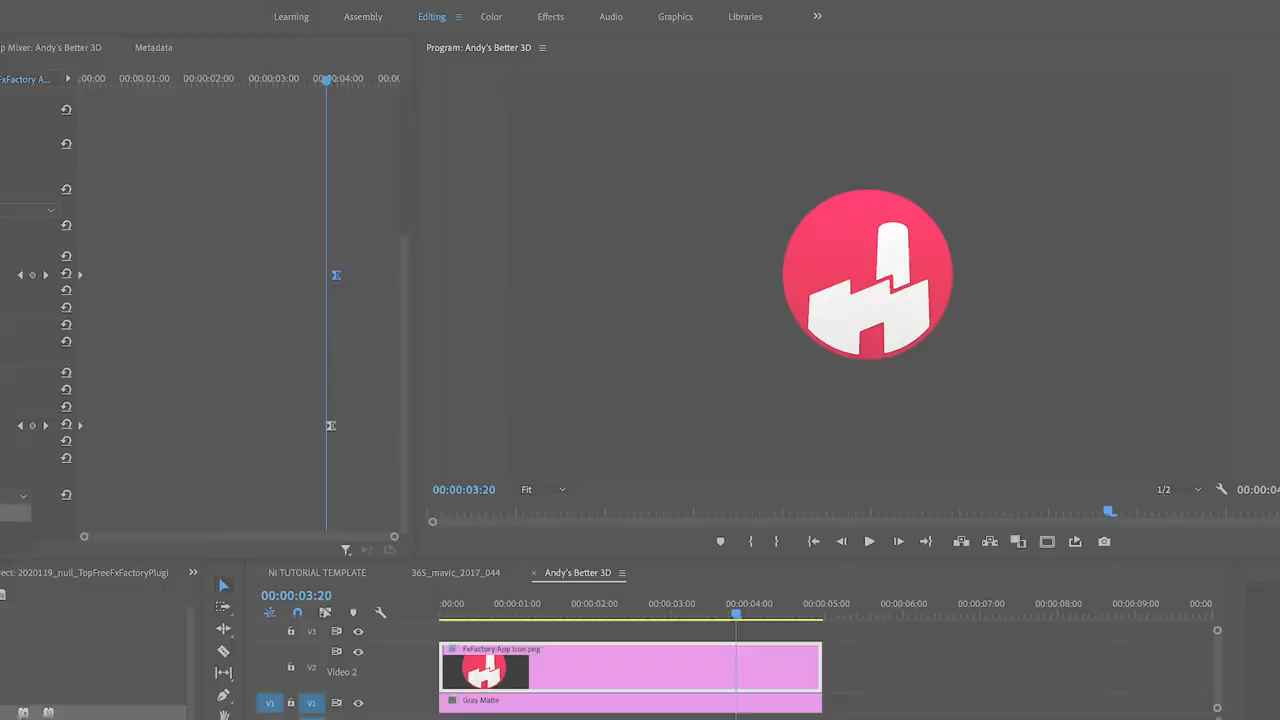 Learning Assembly Editing Color Effects Audio Graphics Libraries
p Mixer: Andy's Better 3D Metadata Program: Andy's Better 3D
FxFactory A... :00:00 00:00:01:00 00:00:02:00 00:00:03:00 00:00:04:00 00:00
00:00:03:20 Fit 1/2 00:00:04
ect: 2020119_null_TopFreeFxFactoryPlugi NI TUTORIAL TEMPLATE 365_mavic_2017_044 × Andy's Better 3D
00:00:03:20
:00:00 00:00:01:00 00:00:02:00 00:00:03:00 00:00:04:00 00:00:05:00 00:00:06:00 00:00:07:00 00:00:08:00 00:00:09:00 00:00
V3
FxFactory App Icon.png
V2 Video 2
V1 V1 Gray Matte